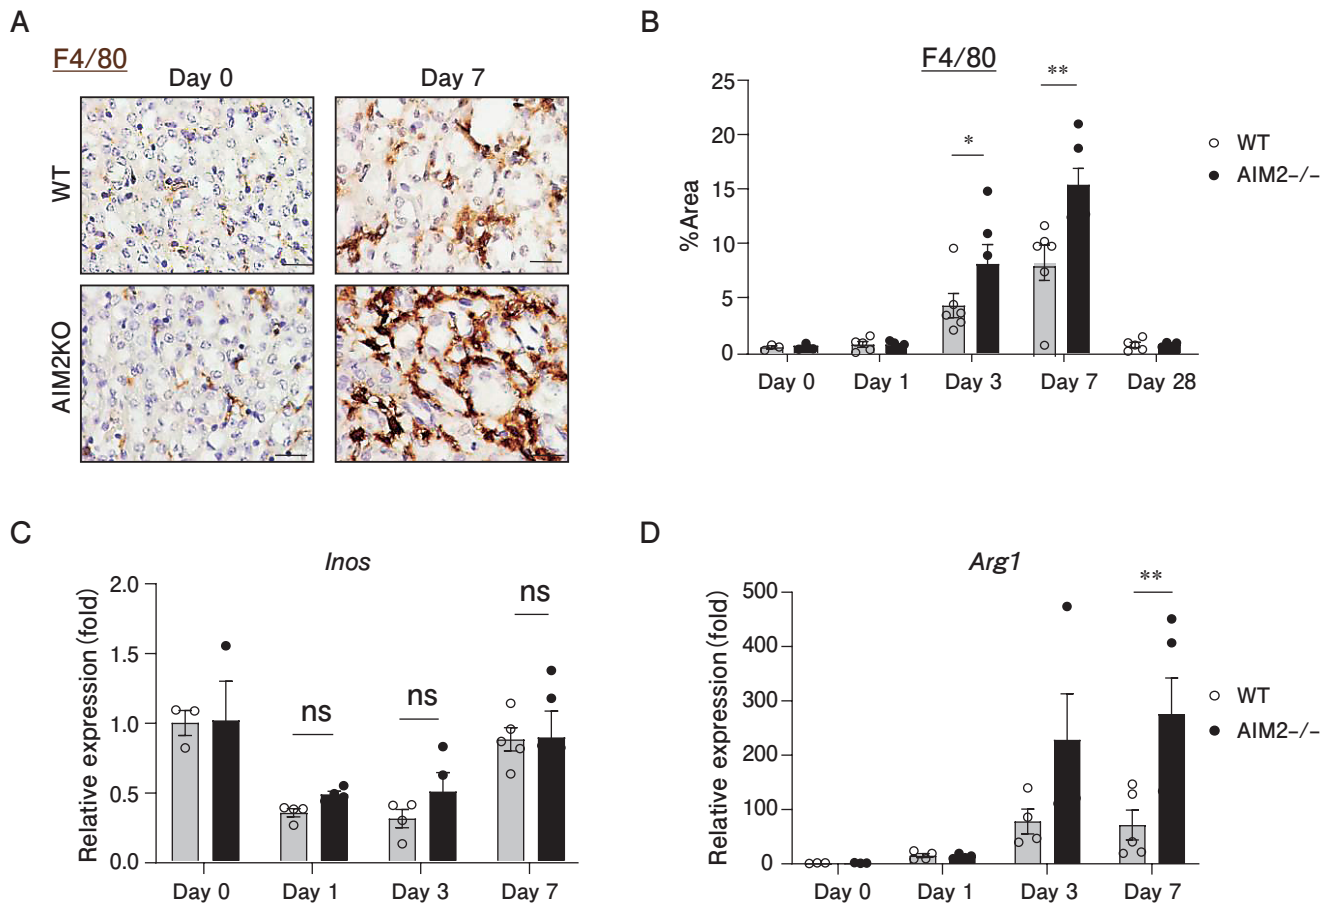 A
F4/80
Day 0
Day 7
WT
AIM2KO
B
F4/80
%Area
25
20
15
10
5
0
*
**
Day 0
Day 1
Day 3
Day 7
Day 28
WT
AIM2-/-
C
Inos
Relative expression (fold)
2.0
1.5
1.0
0.5
0.0
ns
ns
ns
Day 0
Day 1
Day 3
Day 7
D
Arg1
Relative expression (fold)
500
400
300
200
100
0
**
Day 0
Day 1
Day 3
Day 7
WT
AIM2-/-